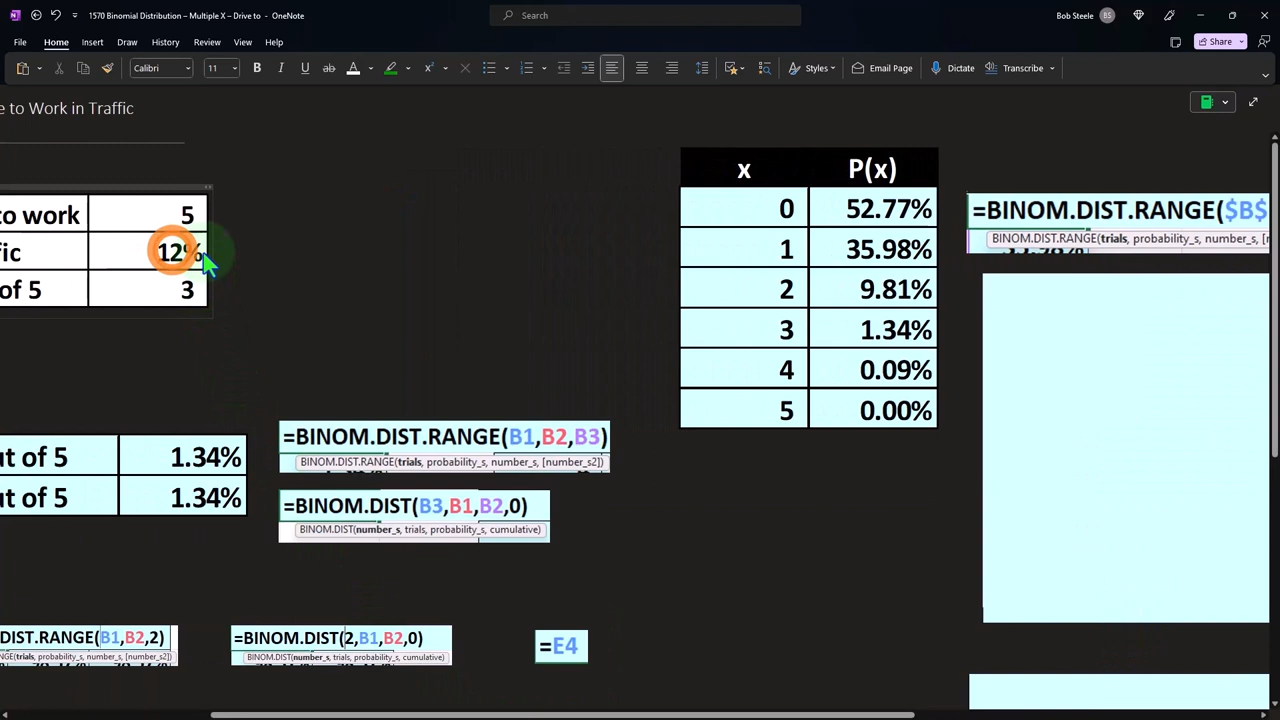 1570 Binomial Distribution – Multiple X – Drive to - OneNote
Search
Bob Steele
BS
File
Home
Insert
Draw
History
Review
View
Help
Share
Calibri
11
Styles
Email Page
Dictate
Transcribe
e to Work in Traffic
to work 5
fic 12%
of 5 3
x P(x)
0 52.77%
1 35.98%
2 9.81%
3 1.34%
4 0.09%
5 0.00%
=BINOM.DIST.RANGE($B$
BINOM.DIST.RANGE(trials, probability_s, number_s, [
ut of 5 1.34%
ut of 5 1.34%
=BINOM.DIST.RANGE(B1,B2,B3)
BINOM.DIST.RANGE(trials, probability_s, number_s, [number_s2])
=BINOM.DIST(B3,B1,B2,0)
BINOM.DIST(number_s, trials, probability_s, cumulative)
DIST.RANGE(B1,B2,2)
NGE(trials, probability_s, number_s, [number_s2])
=BINOM.DIST(2,B1,B2,0)
BINOM.DIST(number_s, trials, probability_s, cumulative)
=E4